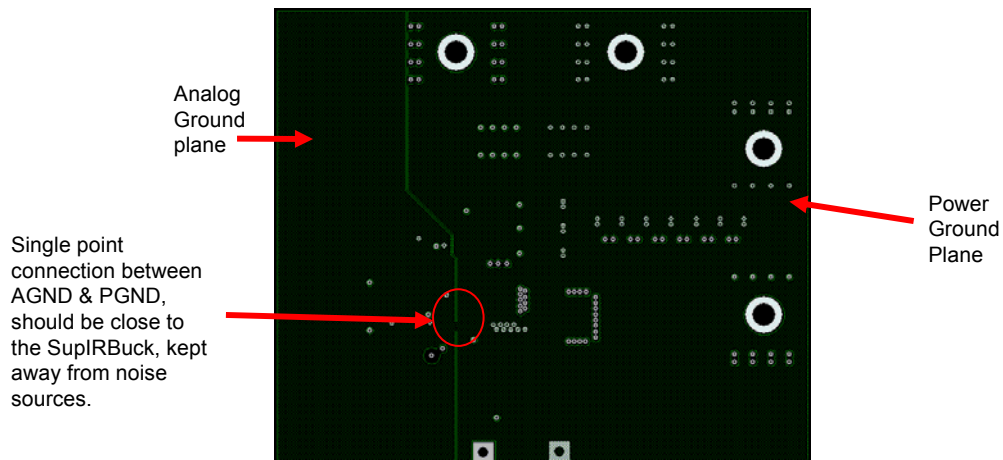 Analog
Ground
plane
Single point
connection between
AGND & PGND,
should be close to
the SupIRBuck, kept
away from noise
sources.
Power
Ground
Plane